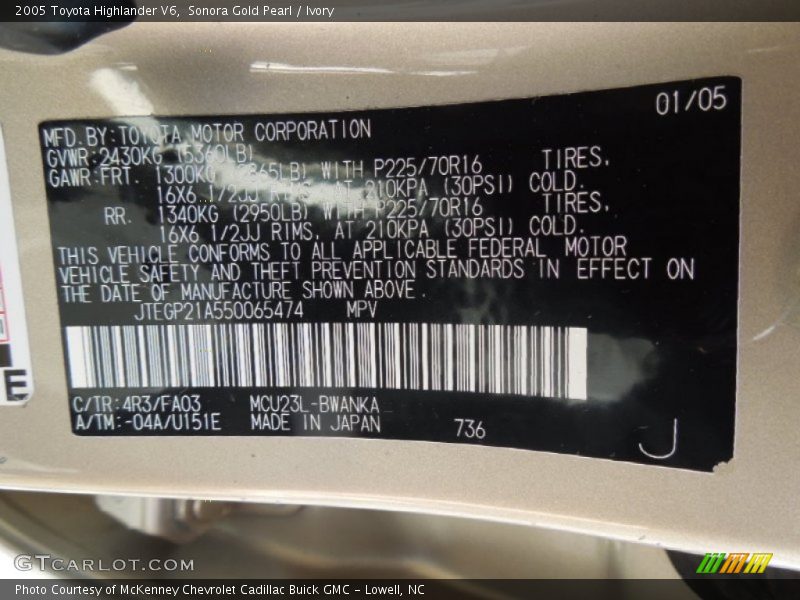 2005 Toyota Highlander V6, Sonora Gold Pearl / Ivory
01/05
MFD.BY:TOYOTA MOTOR CORPORATION
GVWR:2430KG (5360LB)
GAWR:FRT. 1300KG (2865LB) WITH P225/70R16 TIRES,
16X6 1/2JJ RIMS, AT 210KPA (30PSI) COLD.
RR. 1340KG (2950LB) WITH P225/70R16 TIRES,
16X6 1/2JJ RIMS, AT 210KPA (30PSI) COLD.
THIS VEHICLE CONFORMS TO ALL APPLICABLE FEDERAL MOTOR
VEHICLE SAFETY AND THEFT PREVENTION STANDARDS IN EFFECT ON
THE DATE OF MANUFACTURE SHOWN ABOVE.
JTEGP21A550065474 MPV
C/TR:4R3/FA03 MCU23L-BWANKA
A/TM:-04A/U151E MADE IN JAPAN 736
J
E
GTCARLOT.COM
Photo Courtesy of McKenney Chevrolet Cadillac Buick GMC - Lowell, NC